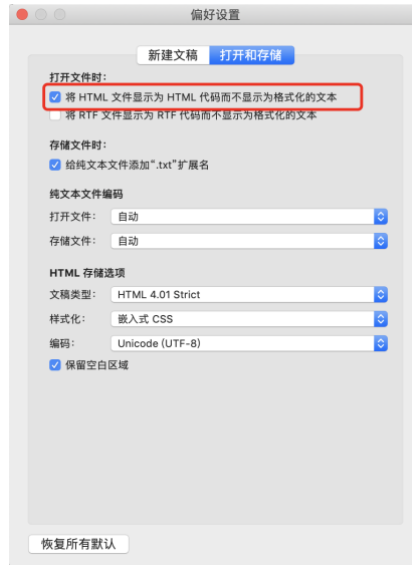 偏好设置
新建文稿 打开和存储
打开文件时:
将 HTML 文件显示为 HTML 代码而不显示为格式化的文本
将 RTF 文件显示为 RTF 代码而不显示为格式化的文本
存储文件时:
给纯文本文件添加“.txt”扩展名
纯文本文件编码
打开文件: 自动
存储文件: 自动
HTML 存储选项
文稿类型: HTML 4.01 Strict
样式化: 嵌入式 CSS
编码: Unicode (UTF-8)
保留空白区域
恢复所有默认